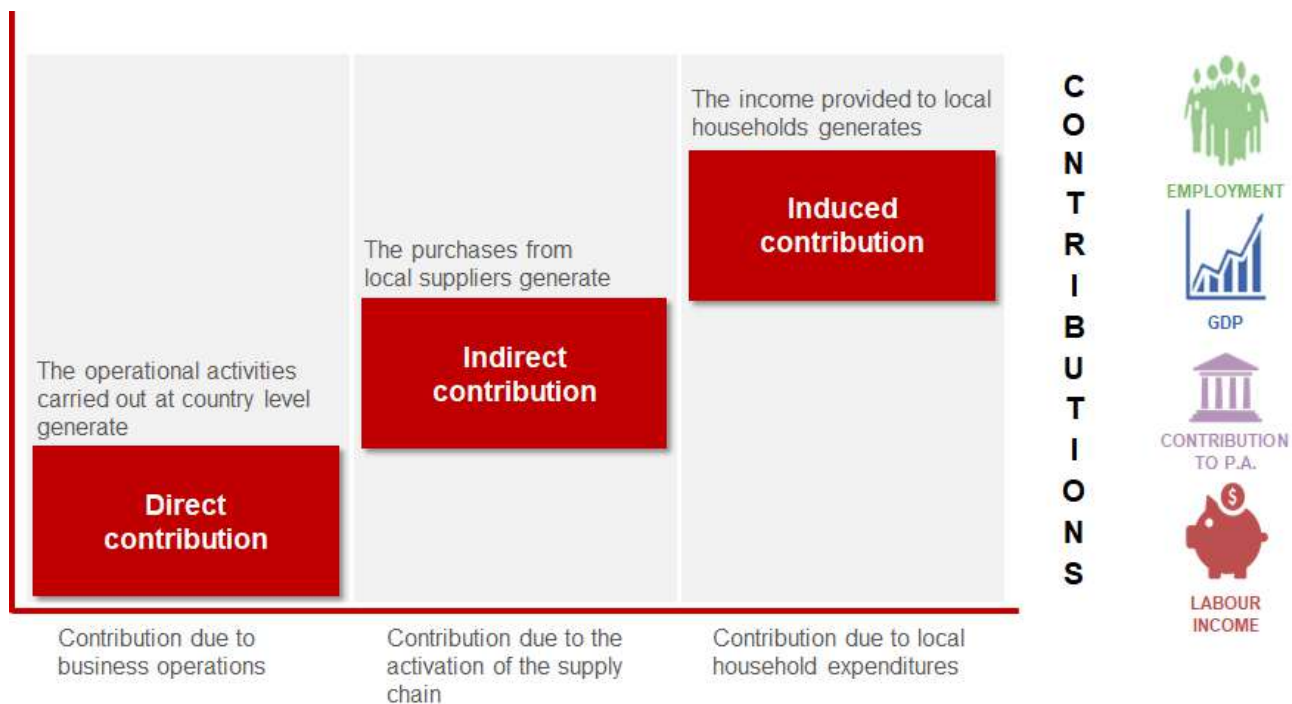 The operational activities
carried out at country level
generate
Direct
contribution
Contribution due to
business operations
The purchases from
local suppliers generate
Indirect
contribution
Contribution due to the
activation of the supply
chain
The income provided to local
households generates
Induced
contribution
Contribution due to local
household expenditures
C
O
N
T
R
I
B
U
T
I
O
N
S
EMPLOYMENT
GDP
CONTRIBUTION
TO P.A.
$
LABOUR
INCOME